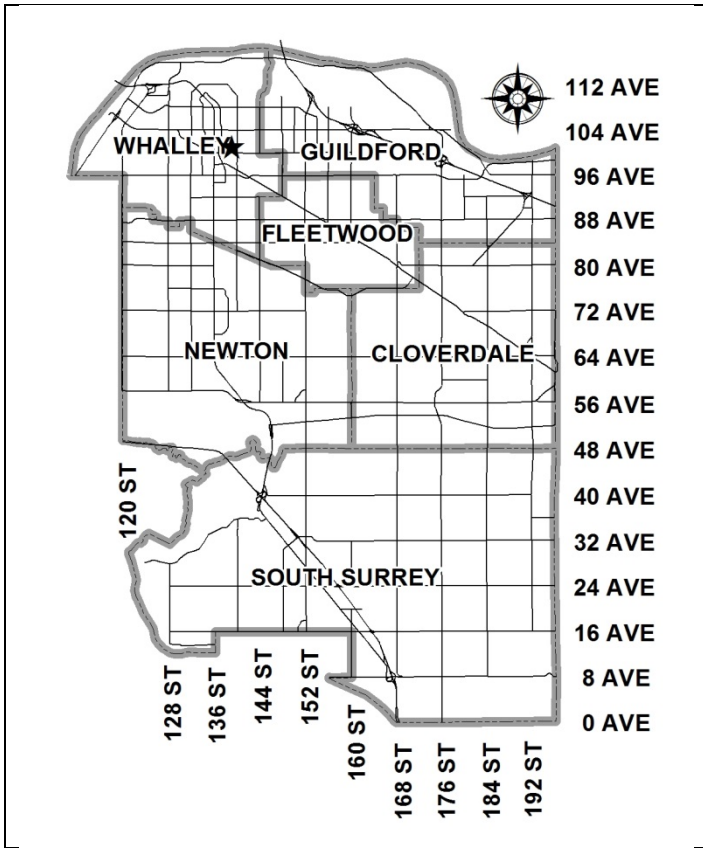 112 AVE
104 AVE
WHALLEY
GUILDFORD
96 AVE
88 AVE
FLEETWOOD
80 AVE
72 AVE
NEWTON
CLOVERDALE
64 AVE
56 AVE
48 AVE
120 ST
40 AVE
32 AVE
SOUTH SURREY
24 AVE
16 AVE
128 ST
136 ST
144 ST
152 ST
160 ST
8 AVE
0 AVE
168 ST
176 ST
184 ST
192 ST